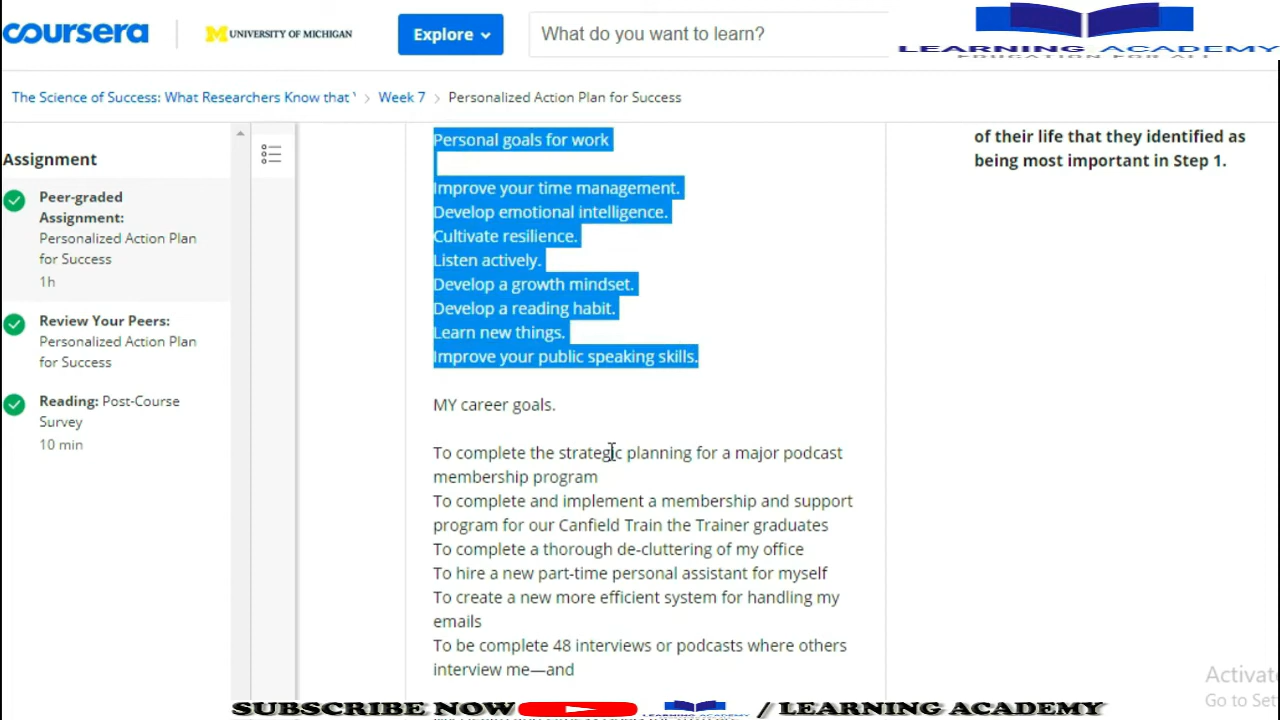 coursera
M UNIVERSITY OF MICHIGAN
Explore
What do you want to learn?
LEARNING ACADEMY
EDUCATION FOR ALL
The Science of Success: What Researchers Know that
Week 7
Personalized Action Plan for Success
Assignment
Peer-graded
Assignment:
Personalized Action Plan
for Success
1h
Review Your Peers:
Personalized Action Plan
for Success
Reading: Post-Course
Survey
10 min
Personal goals for work
Improve your time management.
Develop emotional intelligence.
Cultivate resilience.
Listen actively.
Develop a growth mindset.
Develop a reading habit.
Learn new things.
Improve your public speaking skills.
MY career goals.
To complete the strategic planning for a major podcast
membership program
To complete and implement a membership and support
program for our Canfield Train the Trainer graduates
To complete a thorough de-cluttering of my office
To hire a new part-time personal assistant for myself
To create a new more efficient system for handling my
emails
To be complete 48 interviews or podcasts where others
interview me—and
of their life that they identified as
being most important in Step 1.
Activat
Go to Set
SUBSCRIBE NOW / LEARNING ACADEMY